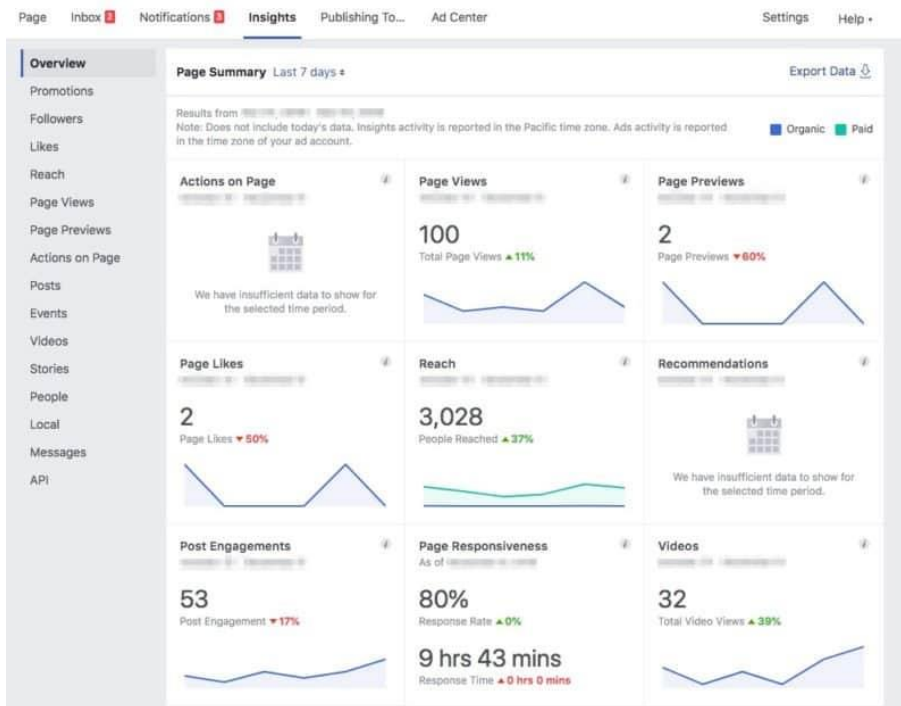 Page Inbox 3 Notifications 3 Insights Publishing To... Ad Center Settings Help
Overview
Promotions
Followers
Likes
Reach
Page Views
Page Previews
Actions on Page
Posts
Events
Videos
Stories
People
Local
Messages
API
Page Summary Last 7 days
Export Data
Results from
Note: Does not include today's data. Insights activity is reported in the Pacific time zone. Ads activity is reported
in the time zone of your ad account.
Organic Paid
Actions on Page
We have insufficient data to show for
the selected time period.
Page Views
100
Total Page Views ▲11%
Page Previews
2
Page Previews ▼60%
Page Likes
2
Page Likes ▼50%
Reach
3,028
People Reached ▲37%
Recommendations
We have insufficient data to show for
the selected time period.
Post Engagements
53
Post Engagement ▼17%
Page Responsiveness
As of
80%
Response Rate ▲0%
9 hrs 43 mins
Response Time ▲0 hrs 0 mins
Videos
32
Total Video Views ▲39%